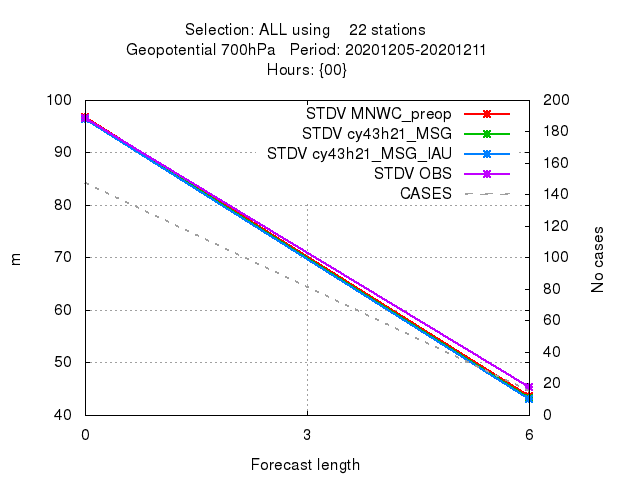 Selection: ALL using    22 stations
Geopotential 700hPa   Period: 20201205-20201211
Hours: {00}
STDV MNWC_preop
STDV cy43h21_MSG
STDV cy43h21_MSG_IAU
STDV OBS
CASES
100
90
80
70
60
50
40
m
200
180
160
140
120
100
80
60
40
20
0
No cases
0
3
6
Forecast length